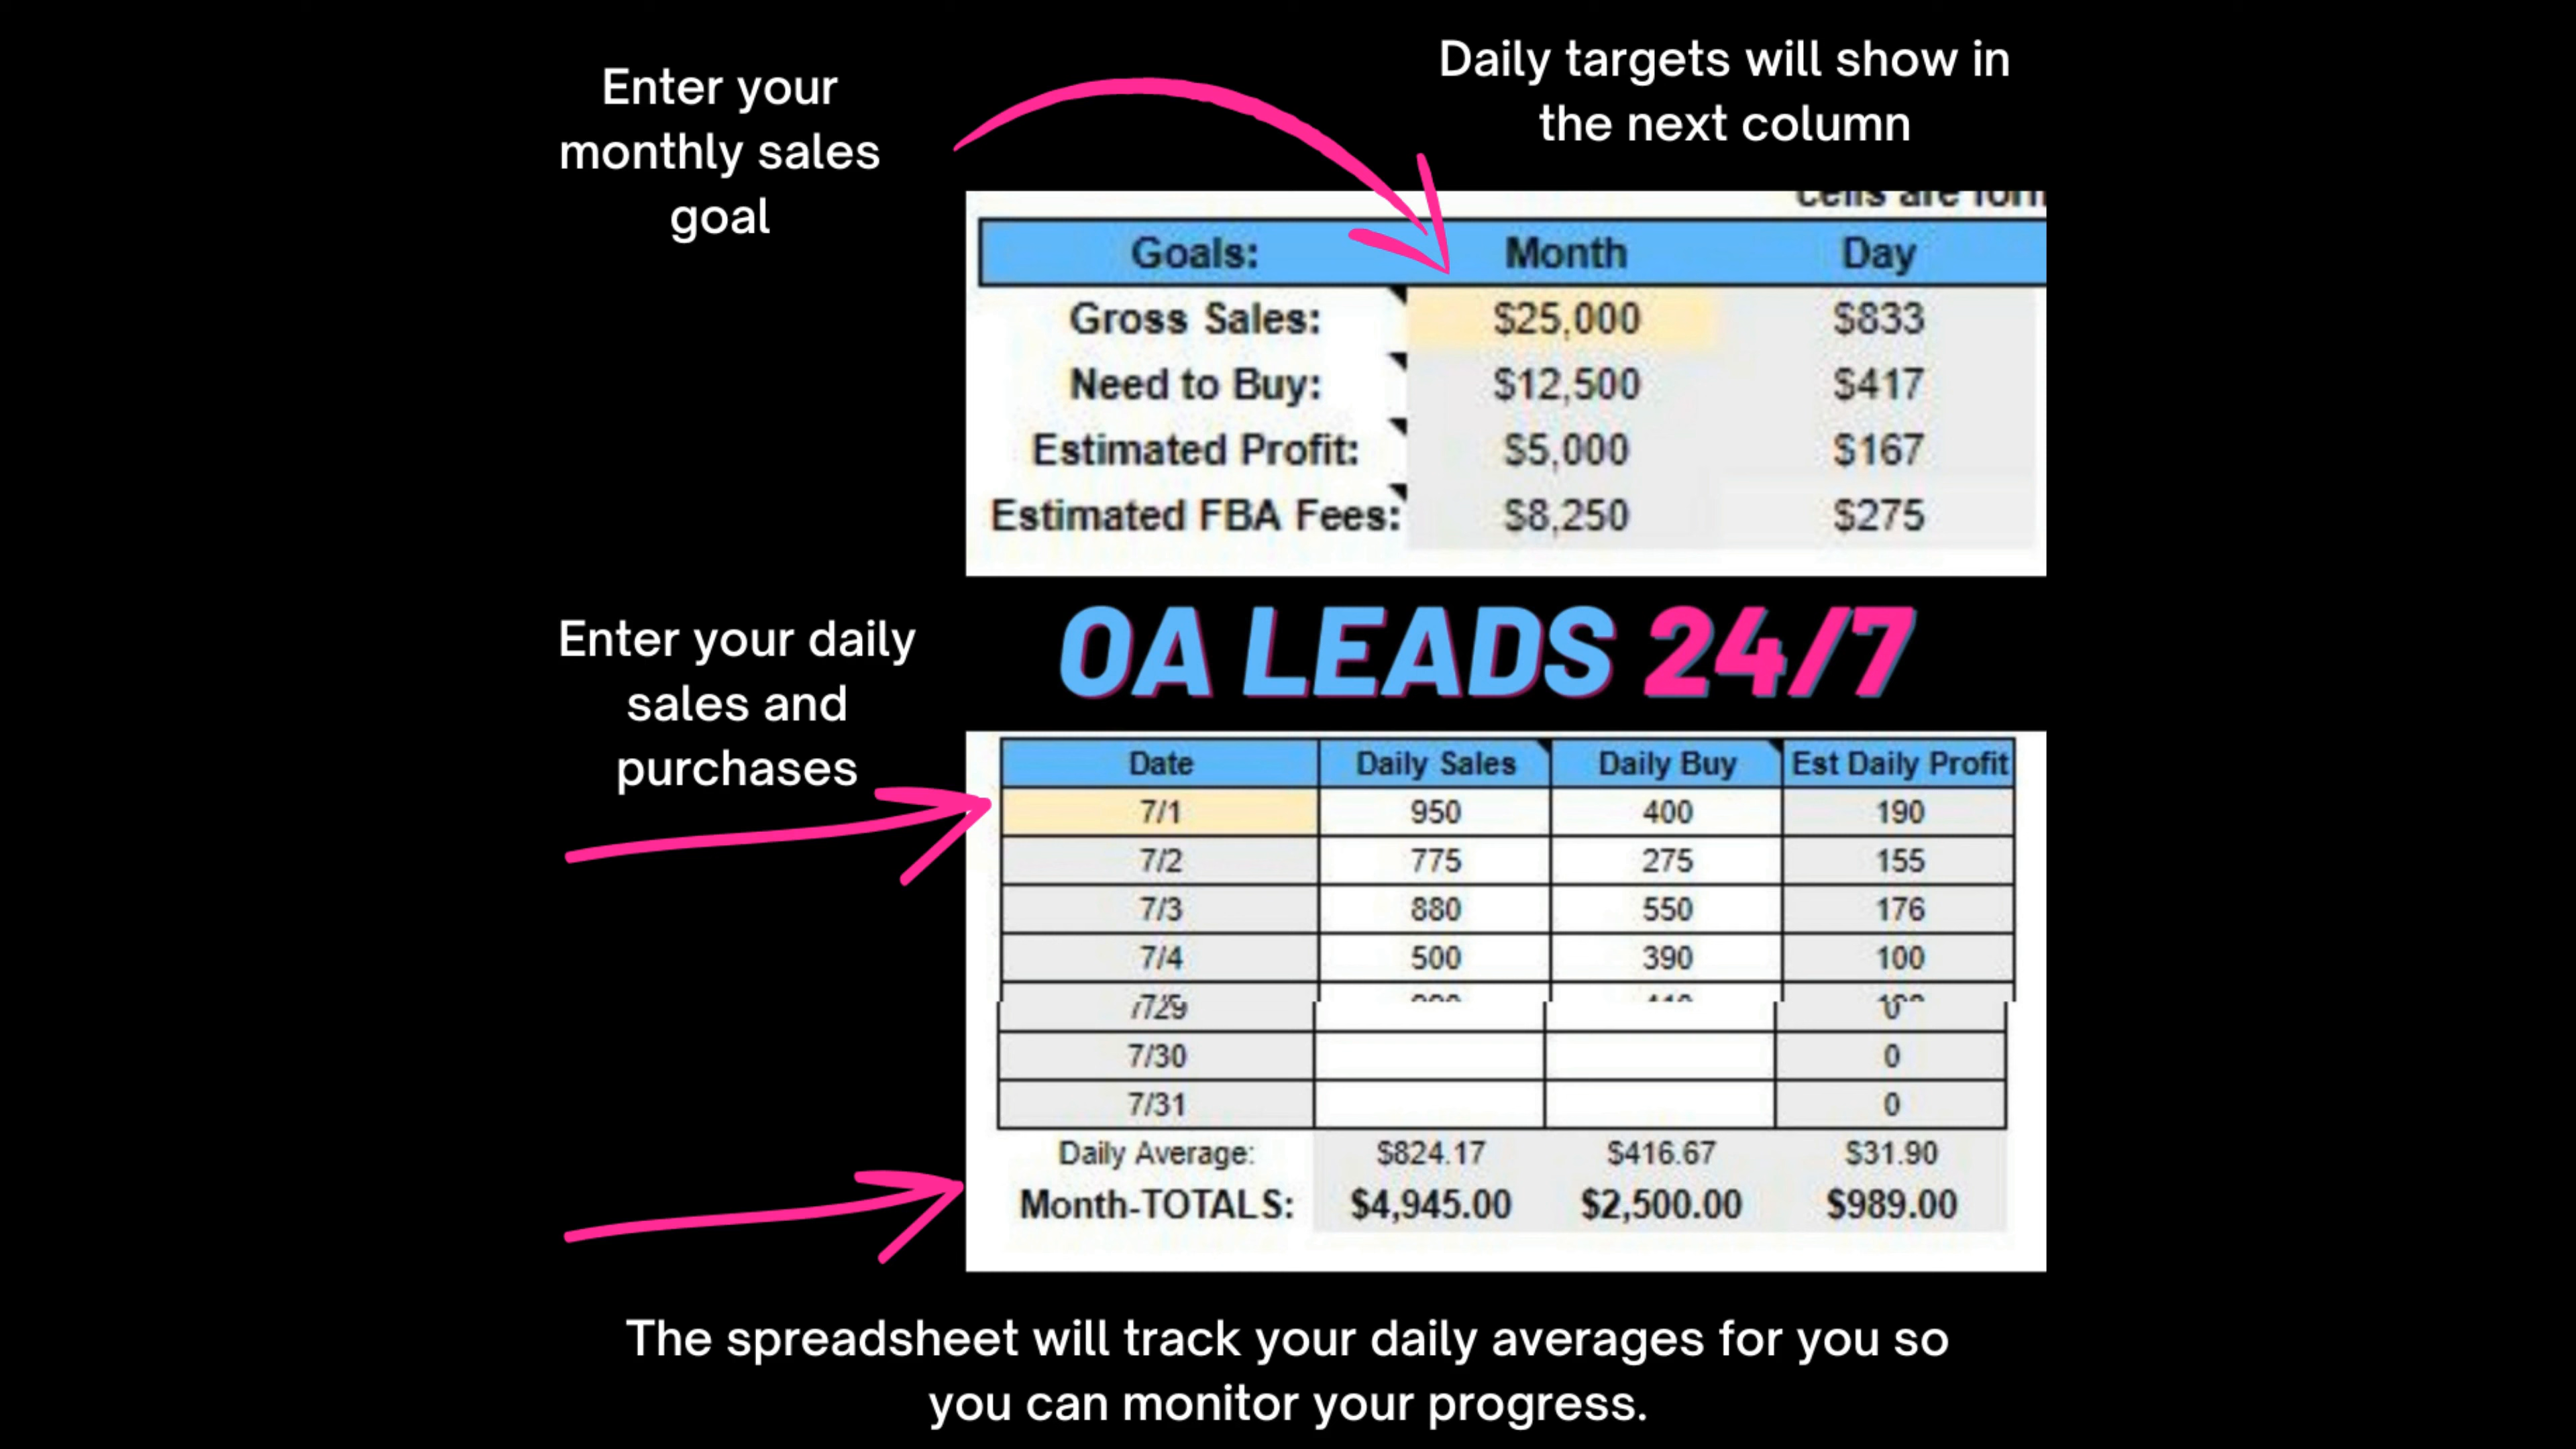 Enter your
monthly sales
goal
Daily targets will show in
the next column
cells are form
Goals: Month Day
Gross Sales: $25,000 $833
Need to Buy: $12,500 $417
Estimated Profit: $5,000 $167
Estimated FBA Fees: $8,250 $275
OA LEADS 24/7
Enter your daily
sales and
purchases
Date Daily Sales Daily Buy Est Daily Profit
7/1 950 400 190
7/2 775 275 155
7/3 880 550 176
7/4 500 390 100
7/29 0
7/30 0
7/31 0
Daily Average: $824.17 $416.67 $31.90
Month-TOTALS: $4,945.00 $2,500.00 $989.00
The spreadsheet will track your daily averages for you so
you can monitor your progress.